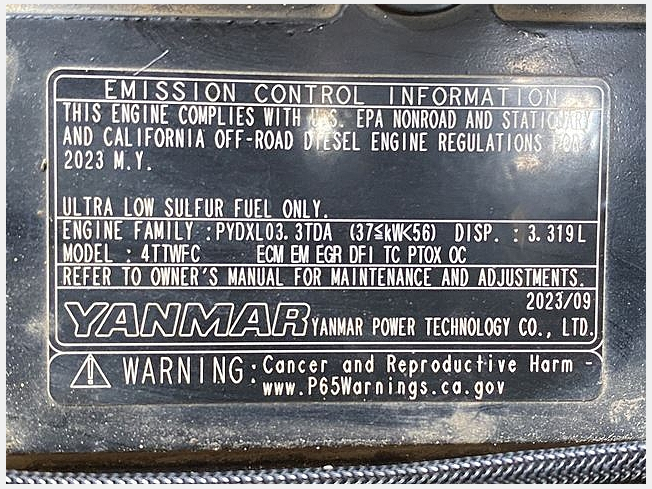 EMISSION CONTROL INFORMATION
THIS ENGINE COMPLIES WITH U.S. EPA NONROAD AND STATIONARY
AND CALIFORNIA OFF-ROAD DIESEL ENGINE REGULATIONS FOR
2023 M.Y.
ULTRA LOW SULFUR FUEL ONLY.
ENGINE FAMILY :PYDXL03.3TDA (37≦kW<56) DISP. : 3.319L
MODEL : 4TTWFC ECM EM EGR DFI TC PTOX OC
REFER TO OWNER'S MANUAL FOR MAINTENANCE AND ADJUSTMENTS.
2023/09
YANMAR YANMAR POWER TECHNOLOGY CO., LTD.
⚠ WARNING: Cancer and Reproductive Harm -
www.P65Warnings.ca.gov